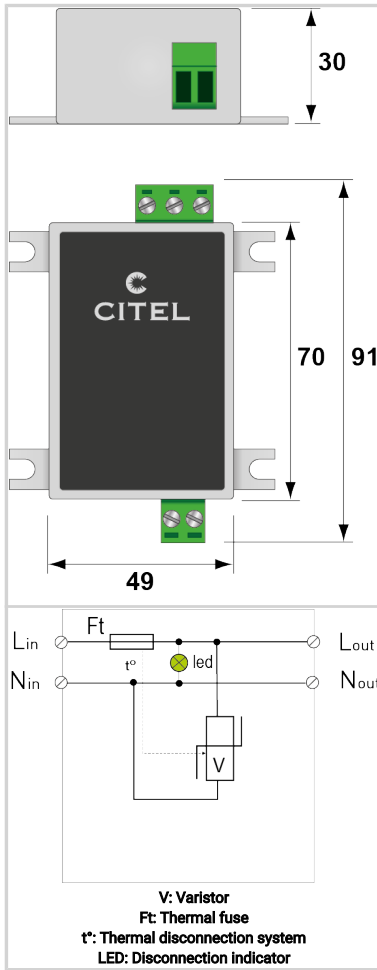 30
CITEL
70
91
49
Ft
Lin
Lout
t°
led
Nin
Nout
V
V: Varistor
Ft: Thermal fuse
t°: Thermal disconnection system
LED: Disconnection indicator